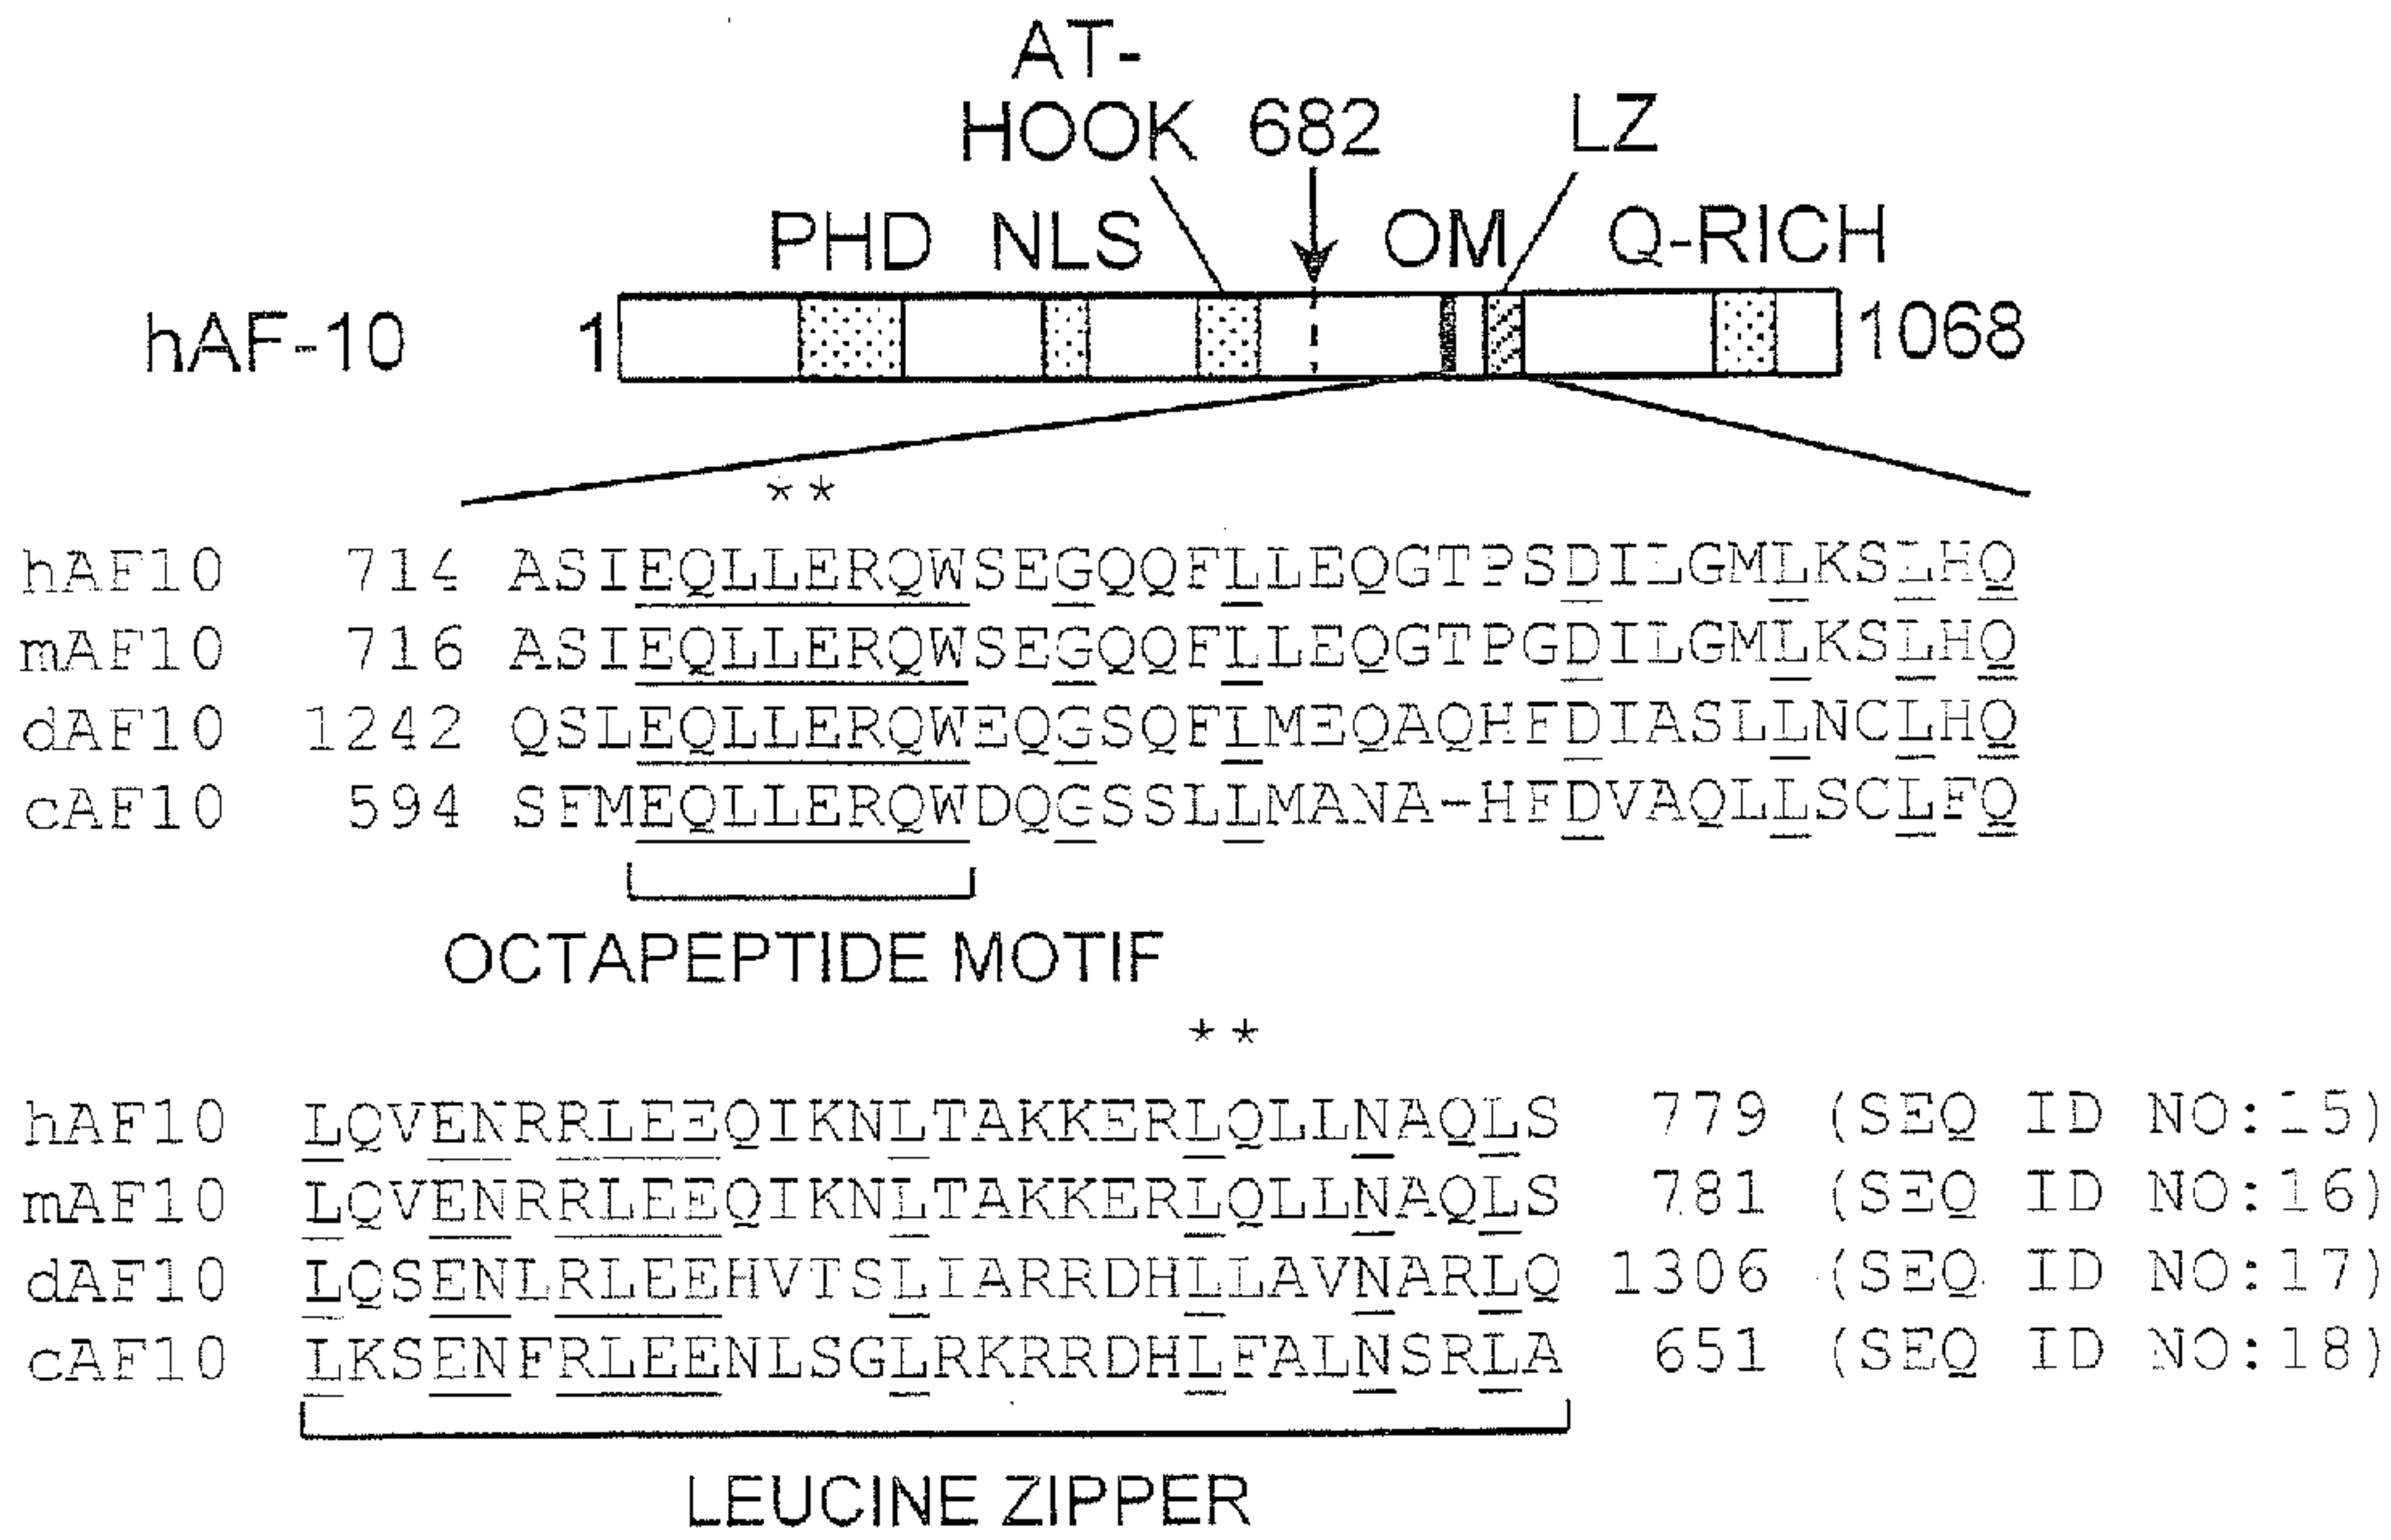 AT-
HOOK 682 LZ
PHD NLS OM Q-RICH
hAF-10 1 1068
**
hAF10 714 ASIEQLLERQWSEGQQFLLEQGTPSDILGMLKSLHQ
mAF10 716 ASIEQLLERQWSEGQQFLLEQGTPGDILGMLKSLHQ
dAF10 1242 QSLEQLLERQWEQGSQFLMEQAQHFDIASLLNCLHQ
cAF10 594 SFMEQLLERQWDQGSSLLMANA-HFDVAQLLSCLFQ
OCTAPEPTIDE MOTIF
**
hAF10 LQVENRRLEEQIKNLTAKKERLQLLNAQLS 779 (SEQ ID NO:15)
mAF10 LQVENRRLEEQIKNLTAKKERLQLLNAQLS 781 (SEQ ID NO:16)
dAF10 LQSENLRLEEHVTSLIARRDHLLAVNARLQ 1306 (SEQ ID NO:17)
cAF10 LKSENFRLEENLSGLRKRRDHLFALNSRLA 651 (SEQ ID NO:18)
LEUCINE ZIPPER